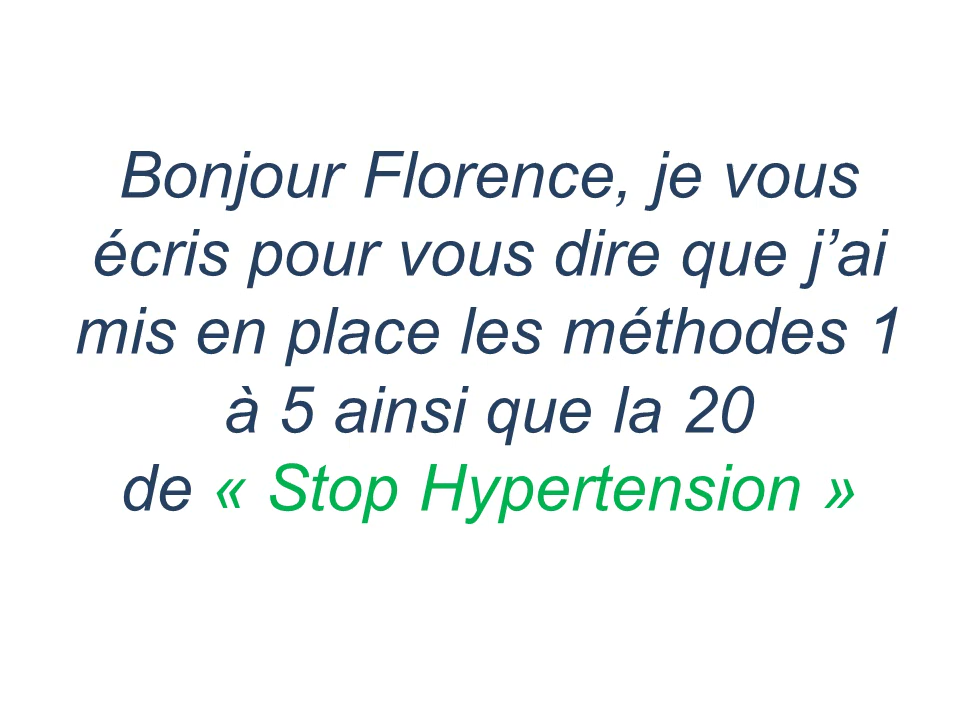 Bonjour Florence, je vous
écris pour vous dire que j’ai
mis en place les méthodes 1
à 5 ainsi que la 20
de « Stop Hypertension »